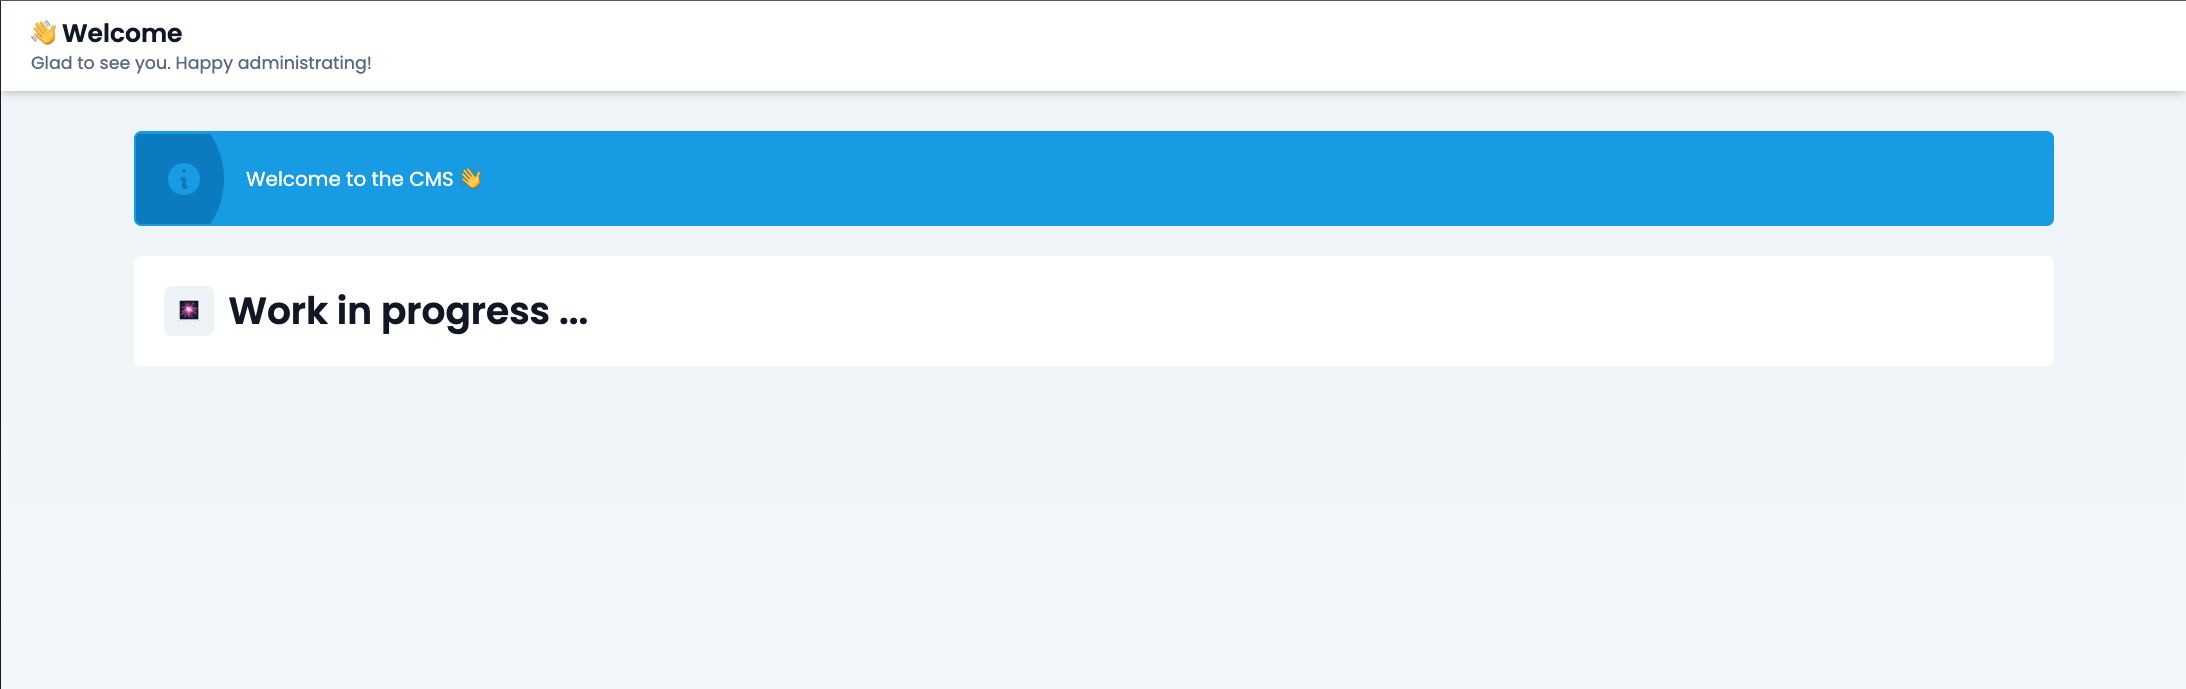 👋 Welcome
Glad to see you. Happy administrating!
Welcome to the CMS 👋
Work in progress ...